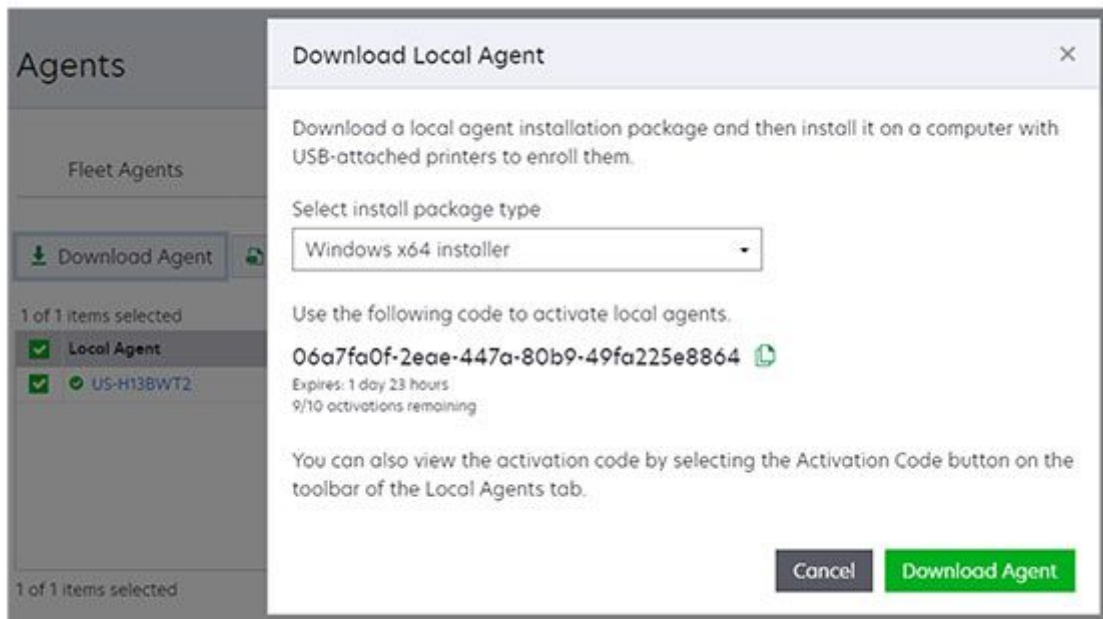 Agents
Fleet Agents
Download Agent
1 of 1 items selected
Local Agent
US-H13BWT2
1 of 1 items selected
Download Local Agent
Download a local agent installation package and then install it on a computer with
USB-attached printers to enroll them.
Select install package type
Windows x64 installer
Use the following code to activate local agents.
06a7fa0f-2eae-447a-80b9-49fa225e8864
Expires: 1 day 23 hours
9/10 activations remaining
You can also view the activation code by selecting the Activation Code button on the
toolbar of the Local Agents tab.
Cancel
Download Agent